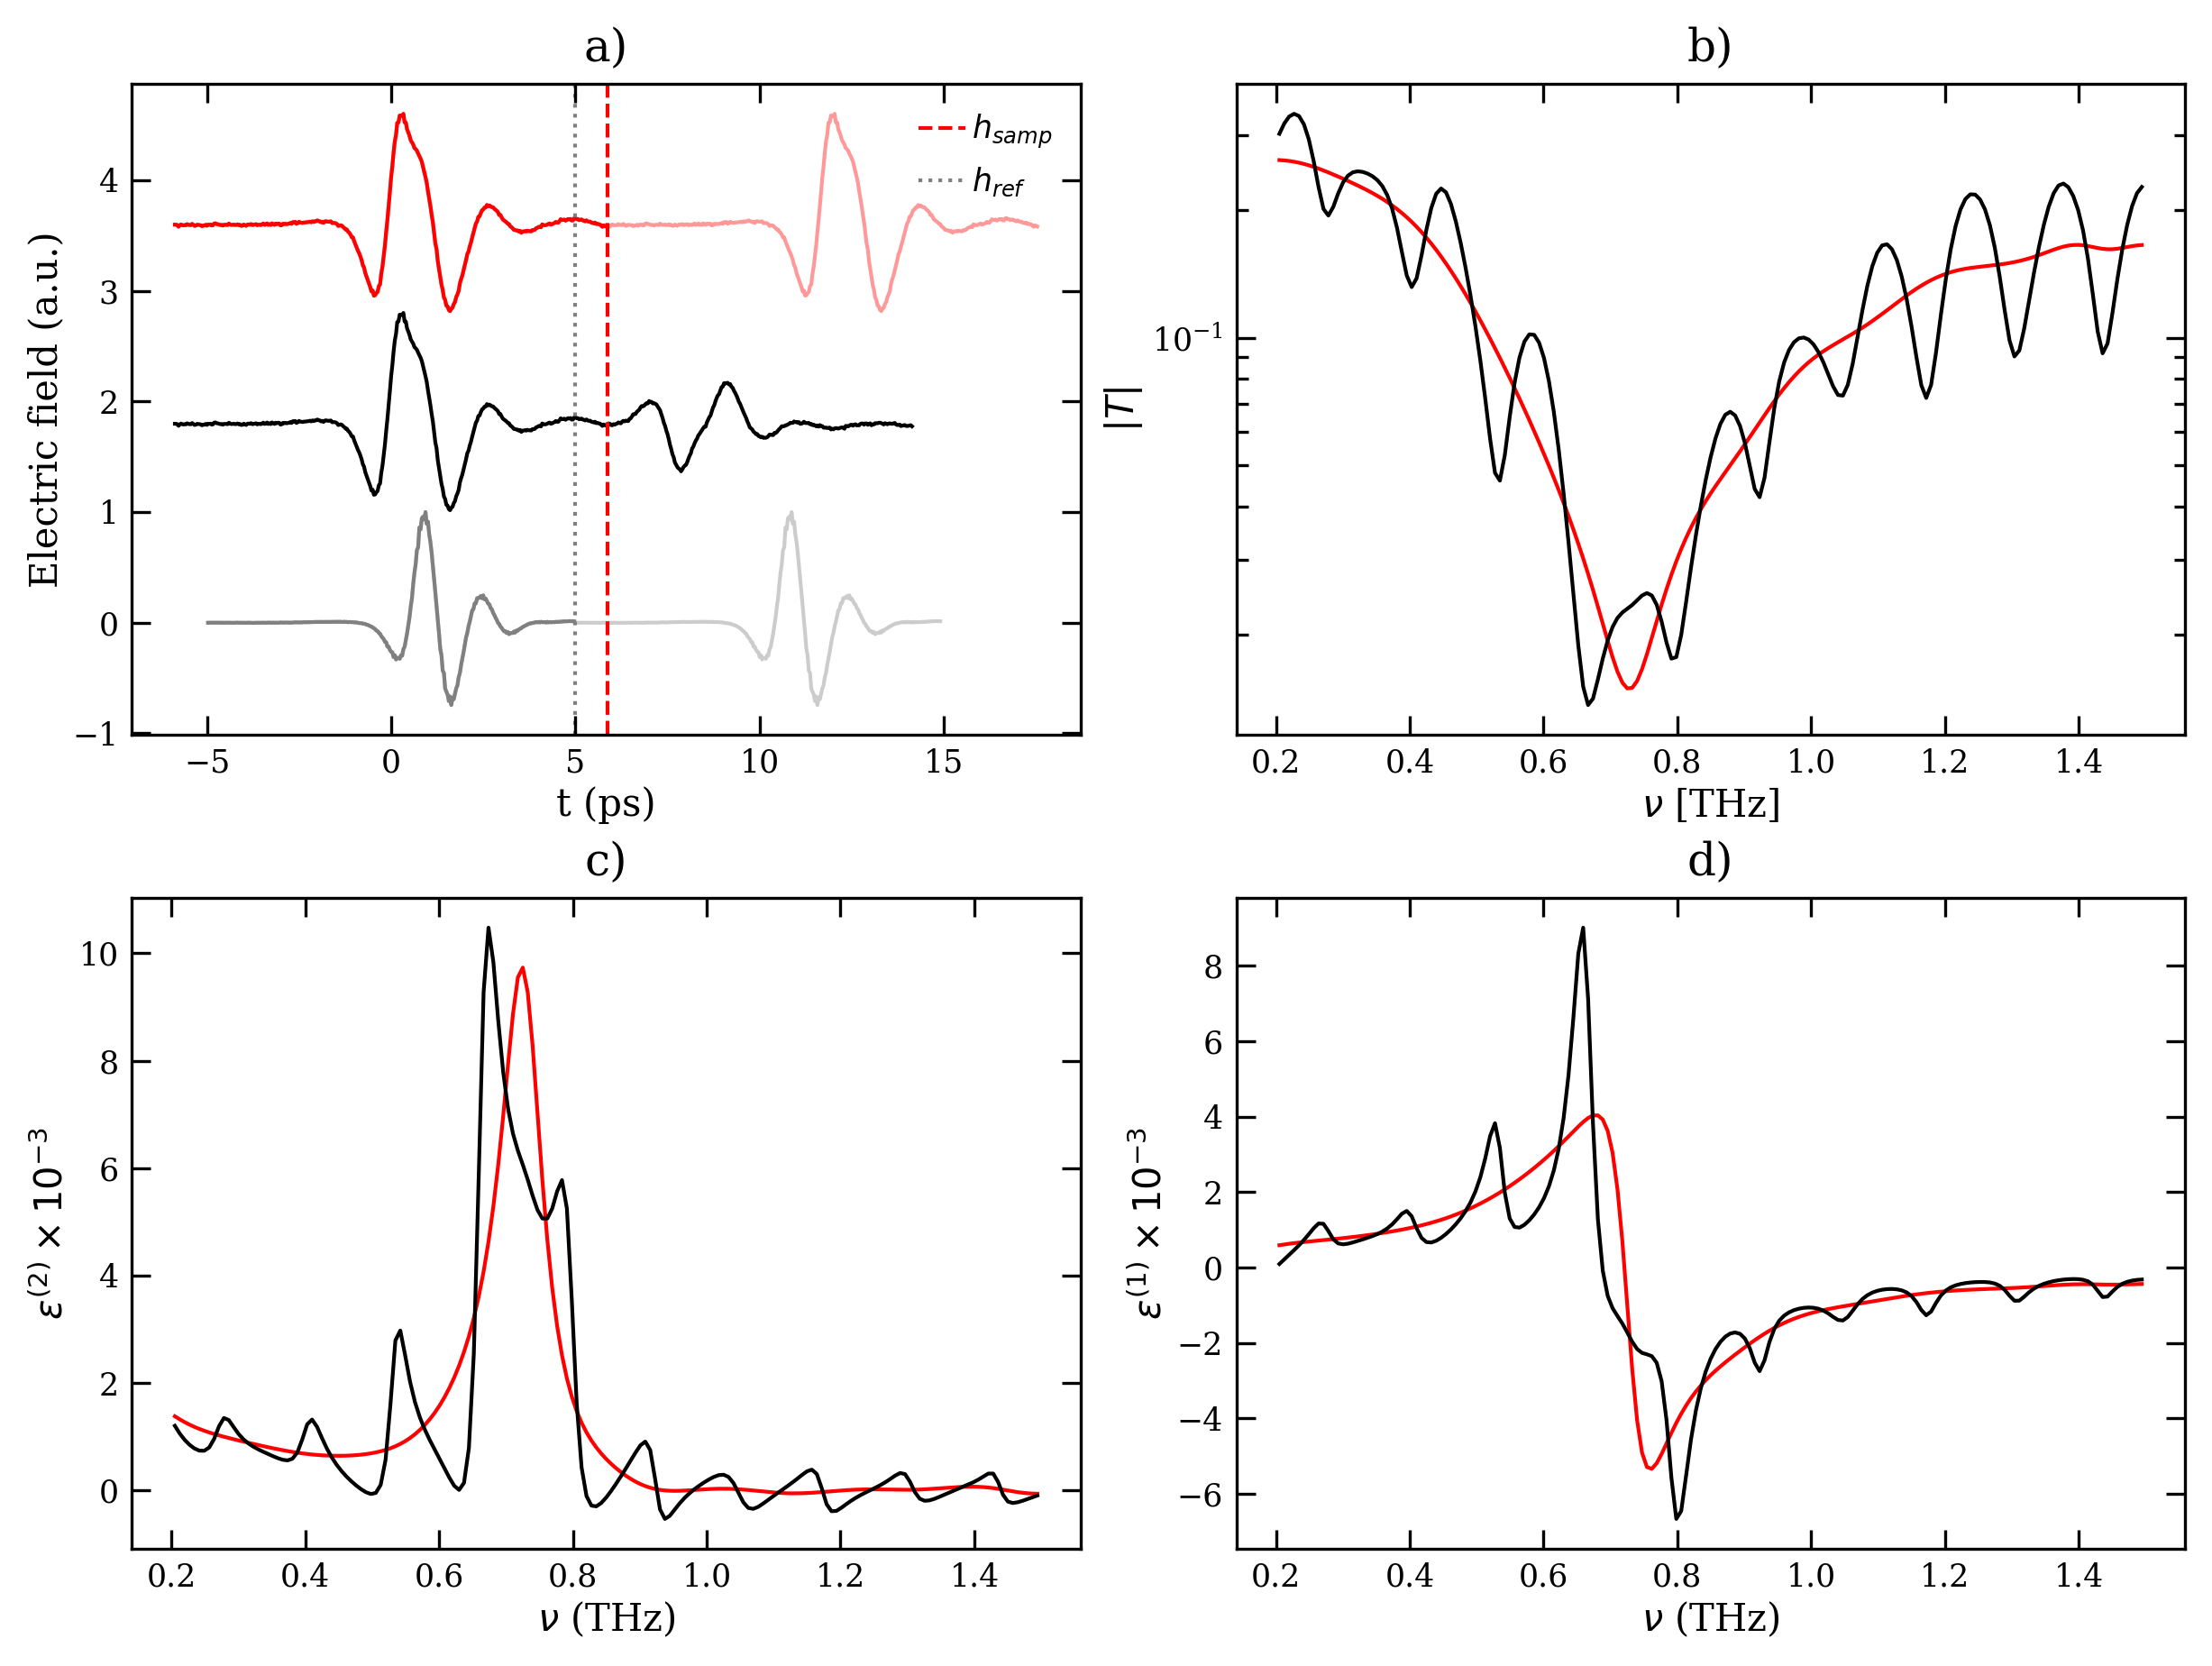 a)
Electric field (a.u.)
4
3
2
1
0
−1
h_samp
h_ref
−5 0 5 10 15
t (ps)
b)
|T|
10⁻¹
0.2 0.4 0.6 0.8 1.0 1.2 1.4
ν [THz]
c)
ε⁽²⁾ × 10⁻³
10
8
6
4
2
0
0.2 0.4 0.6 0.8 1.0 1.2 1.4
ν (THz)
d)
ε⁽¹⁾ × 10⁻³
8
6
4
2
0
−2
−4
−6
0.2 0.4 0.6 0.8 1.0 1.2 1.4
ν (THz)